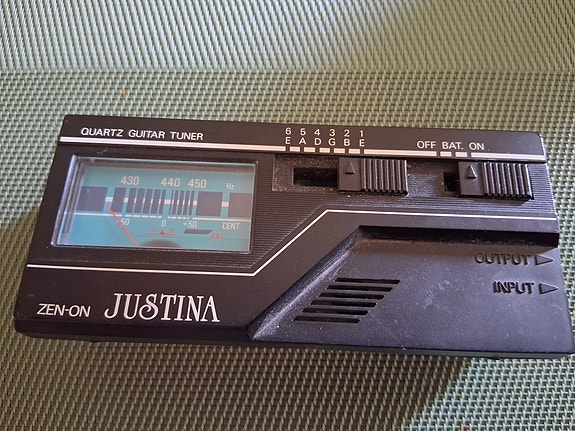 QUARTZ GUITAR TUNER
6 5 4 3 2 1
E A D G B E
OFF BAT. ON
430 440 450 Hz
-50 0 +50 CENT
OUTPUT
INPUT
ZEN-ON JUSTINA